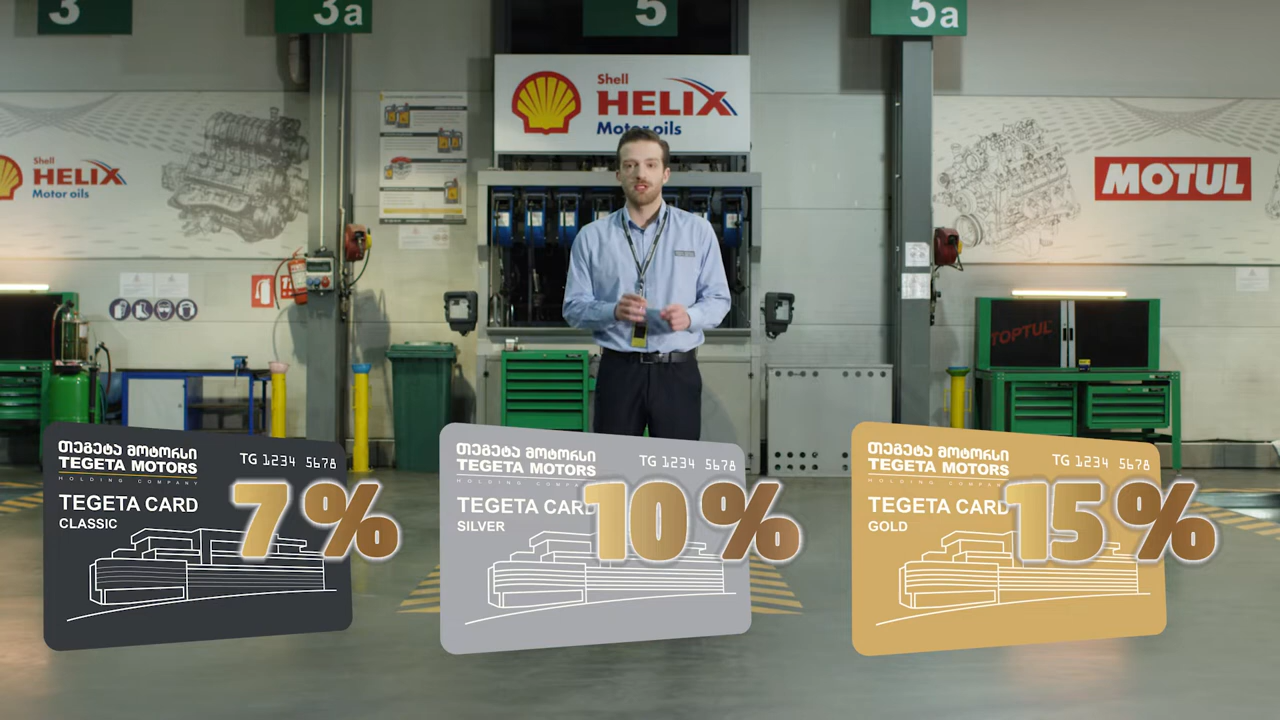 3
3a
5
5a
Shell
HELIX
Motor oils
Shell
HELIX
Motor oils
MOTUL
TOPTUL
თეგეტა მოტორსი
TEGETA MOTORS
HOLDING COMPANY
TG 1234 5678
TEGETA CARD
CLASSIC
7%
თეგეტა მოტორსი
TEGETA MOTORS
HOLDING COMPANY
TG 1234 5678
TEGETA CARD
SILVER
10%
თეგეტა მოტორსი
TEGETA MOTORS
TG 1234 5678
TEGETA CARD
GOLD
15%